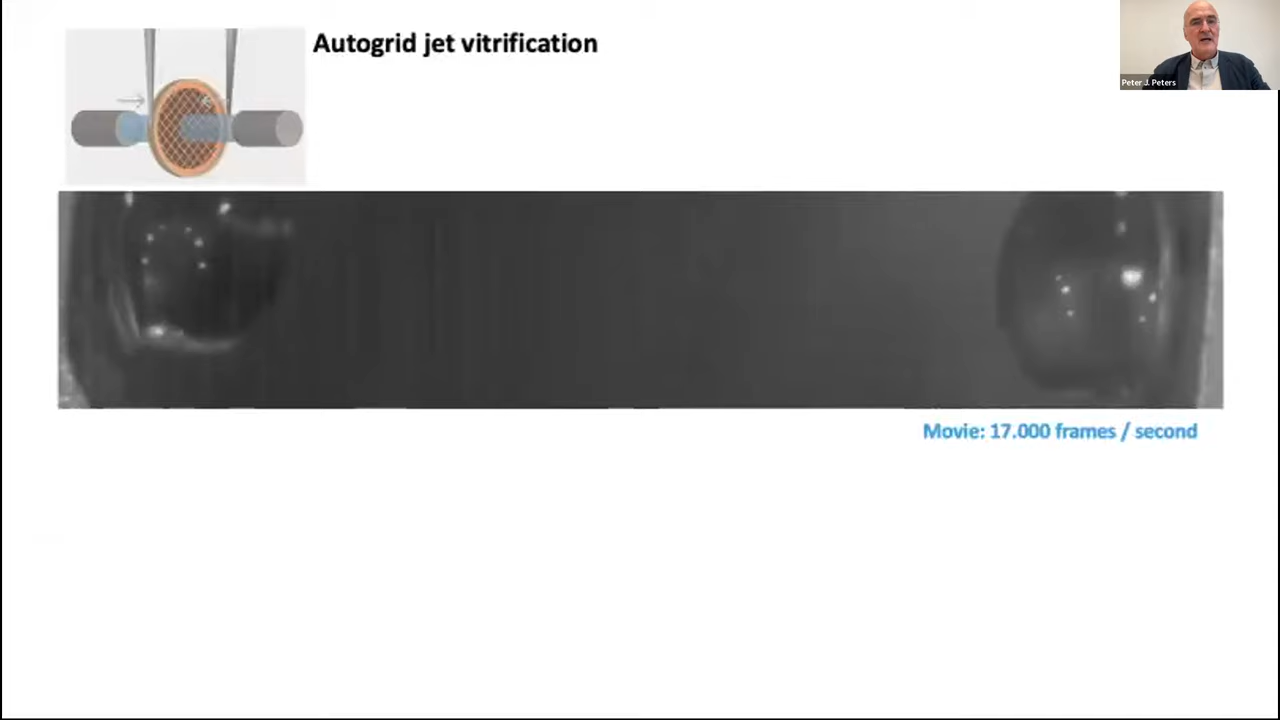 Autogrid jet vitrification
Peter J. Peters
Movie: 17.000 frames / second